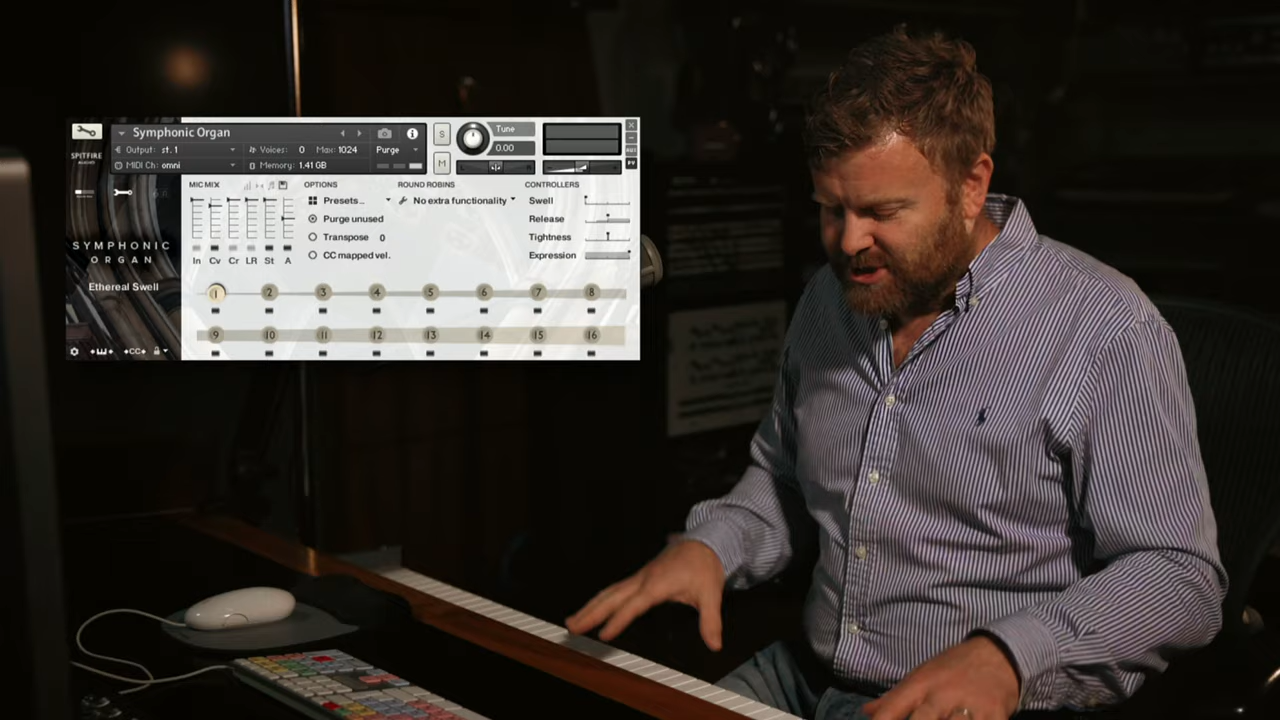 Symphonic Organ
S
Tune
Output: st. 1
Voices: 0 Max: 1024
Purge
0.00
MIDI Ch: omni
Memory: 1.41 GB
M
L
R
SPITFIRE
AUDIO
MIC MIX
OPTIONS
ROUND ROBINS
CONTROLLERS
Presets...
No extra functionality
Swell
Purge unused
Release
Transpose 0
Tightness
CC mapped vel.
Expression
In Cv Cr LR St A
SYMPHONIC
ORGAN
Ethereal Swell
1 2 3 4 5 6 7 8
9 10 11 12 13 14 15 16
CC